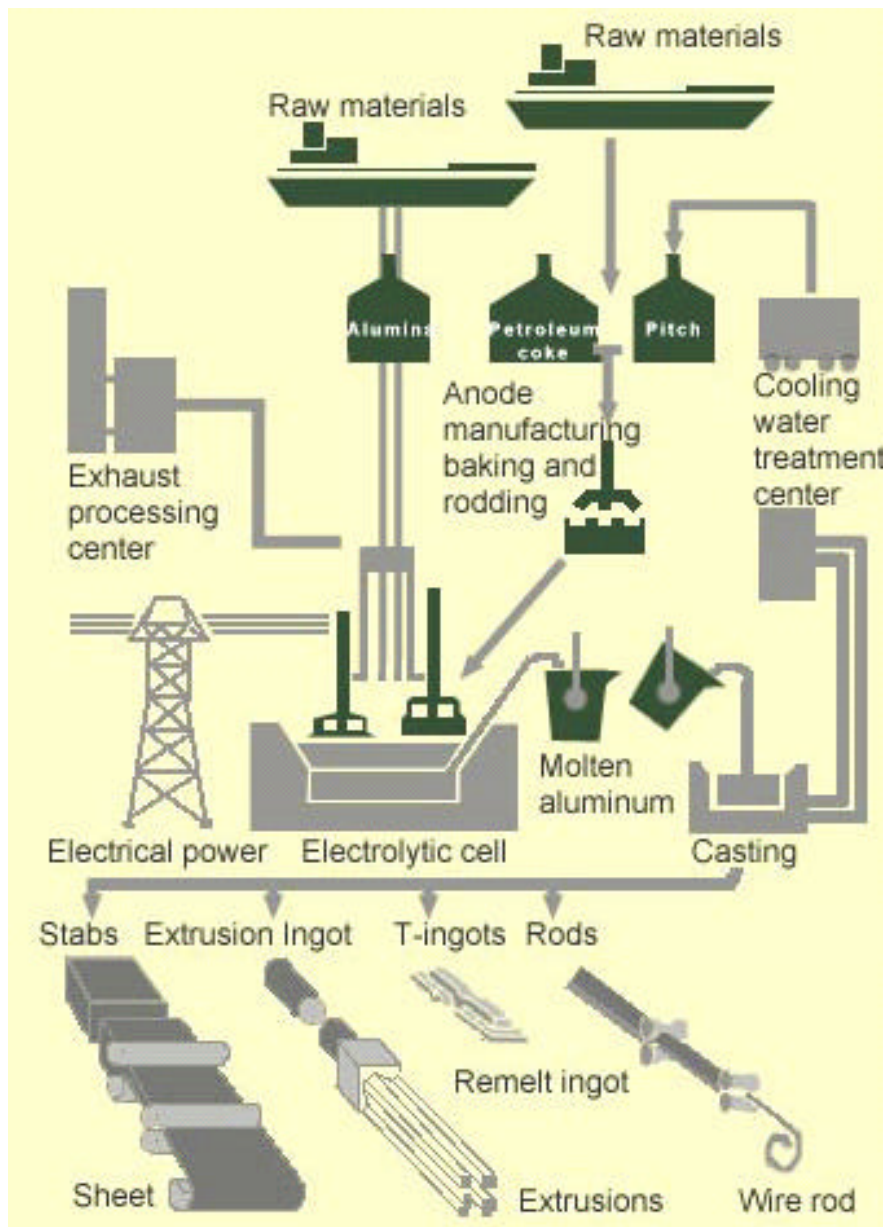 Raw materials
Raw materials
Alumina
Petroleum
coke
Pitch
Exhaust
processing
center
Anode
manufacturing
baking and
rodding
Cooling
water
treatment
center
Molten
aluminum
Electrical power
Electrolytic cell
Casting
Stabs
Extrusion Ingot
T-ingots
Rods
Remelt ingot
Sheet
Extrusions
Wire rod